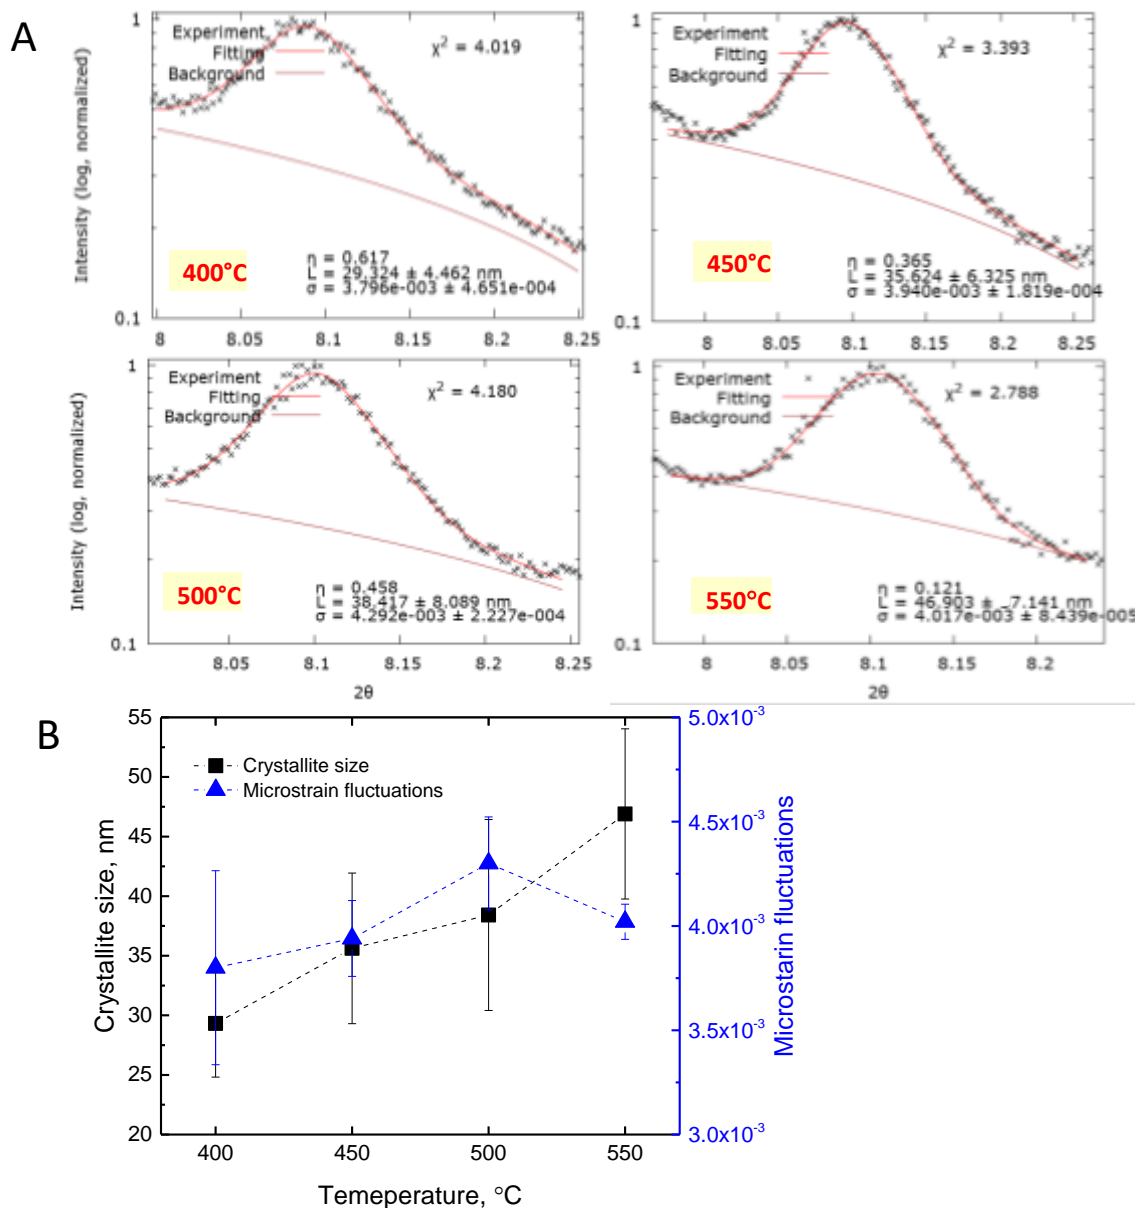 A
Intensity (log, normalized)
1
0.1
Experiment
Fitting
Background
χ² = 4.019
400°C
η = 0.617
L = 29.324 ± 4.462 nm
σ = 3.796e-003 ± 4.651e-004
8 8.05 8.1 8.15 8.2 8.25
1
0.1
Experiment
Fitting
Background
χ² = 3.393
450°C
η = 0.365
L = 35.624 ± 6.325 nm
σ = 3.940e-003 ± 1.819e-004
8 8.05 8.1 8.15 8.2 8.25
Intensity (log, normalized)
1
0.1
Experiment
Fitting
Background
χ² = 4.180
500°C
η = 0.458
L = 38.417 ± 8.089 nm
σ = 4.292e-003 ± 2.227e-004
8.05 8.1 8.15 8.2 8.25
2θ
1
0.1
Experiment
Fitting
Background
χ² = 2.788
550°C
η = 0.121
L = 46.903 ± _7.141 nm
σ = 4.017e-003 ± 8.439e-005
8 8.05 8.1 8.15 8.2
2θ
B
Crystallite size, nm
55
50
45
40
35
30
25
20
Crystallite size
Microstrain fluctuations
5.0x10⁻³
4.5x10⁻³
4.0x10⁻³
3.5x10⁻³
3.0x10⁻³
Microstarin fluctuations
400 450 500 550
Temeperature, °C